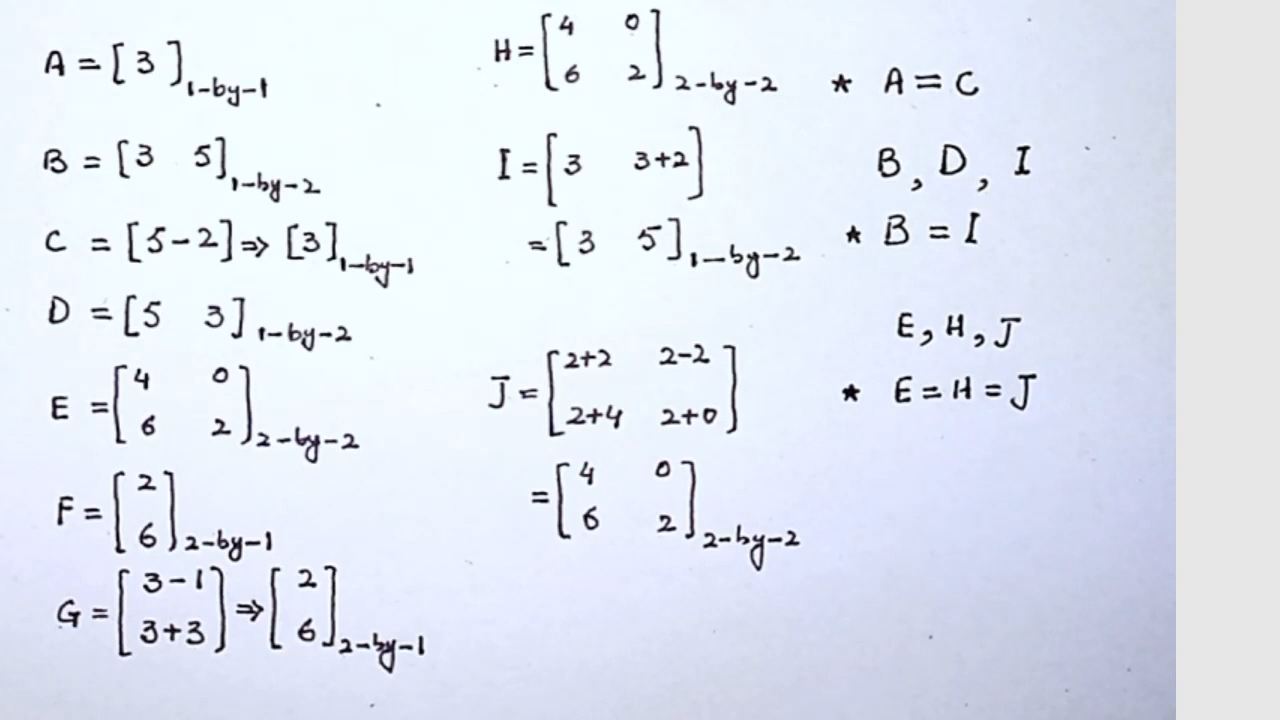 A = [ 3 ] 1-by-1
B = [ 3 5 ] 1-by-2
C = [ 5 - 2 ] ⇒ [ 3 ] 1-by-1
D = [ 5 3 ] 1-by-2
E = [ 4 0
6 2 ] 2-by-2
F = [ 2
6 ] 2-by-1
G = [ 3 - 1
3 + 3 ] ⇒ [ 2
6 ] 2-by-1
H = [ 4 0
6 2 ] 2-by-2
I = [ 3 3+2 ]
= [ 3 5 ] 1-by-2
J = [ 2+2 2-2
2+4 2+0 ]
= [ 4 0
6 2 ] 2-by-2
* A = C
B, D, I
* B = I
E, H, J
* E = H = J